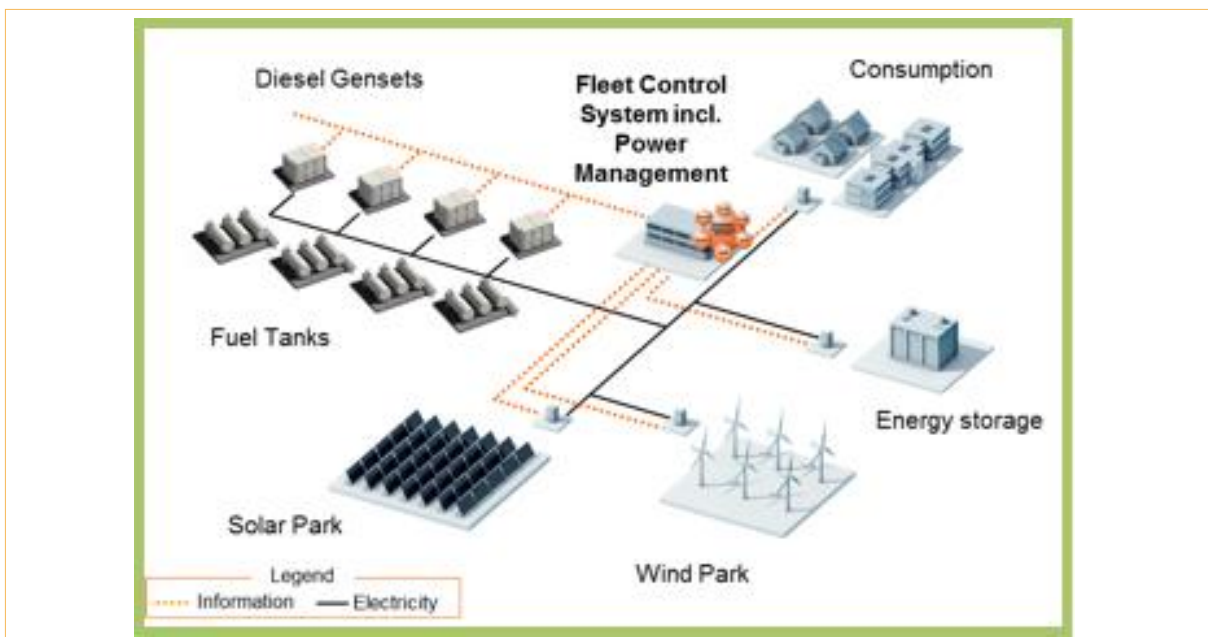 Diesel Gensets
Fleet Control
System incl.
Power
Management
Consumption
Fuel Tanks
Energy storage
Solar Park
Wind Park
Legend
Information
Electricity